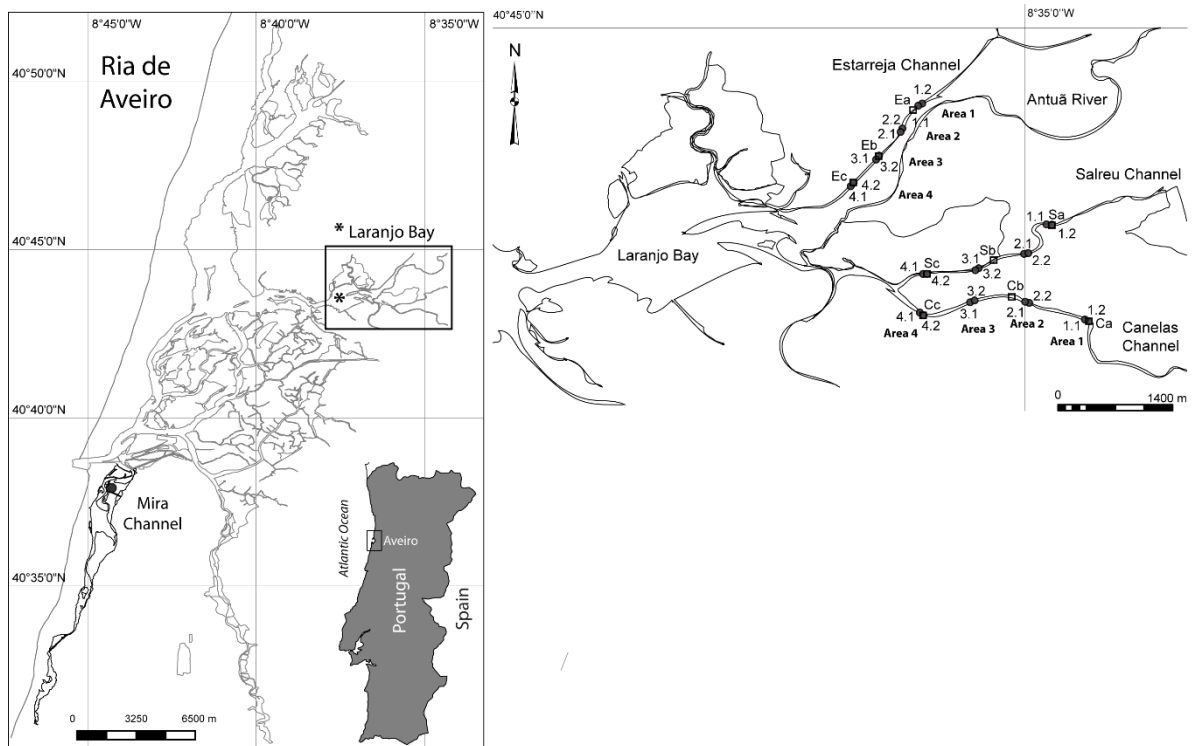 8°45'0''W
8°40'0''W
8°35'0''W
40°50''0''N
Ria de
Aveiro
40°45''0''N
* Laranjo Bay
*
40°40''0''N
Mira
Channel
40°35''0''N
Atlantic Ocean
Aveiro
Portugal
Spain
0 3250 6500 m
40°45''0''N
8°35'0''W
N
Estarreja Channel
Antuã River
Ea
1.2
1.1
Area 1
2.2
2.1
Area 2
Eb
3.1
3.2
Area 3
Ec
4.2
4.1
Area 4
Salreu Channel
1.1
Sa
1.2
Laranjo Bay
Sb
2.1
2.2
3.1
3.2
4.1
Sc
4.2
Cb
3.2
2.2
1.2
Cc
4.1
4.2
3.1
2.1
1.1
Ca
Area 4
Area 3
Area 2
Area 1
Canelas
Channel
0 1400 m